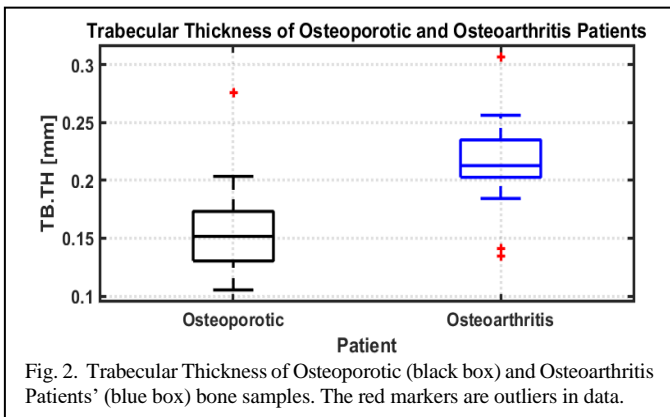 Trabecular Thickness of Osteoporotic and Osteoarthritis Patients
0.3
0.25
0.2
0.15
0.1
TB.TH [mm]
Osteoporotic
Osteoarthritis
Patient
Fig. 2. Trabecular Thickness of Osteoporotic (black box) and Osteoarthritis
Patients’ (blue box) bone samples. The red markers are outliers in data.